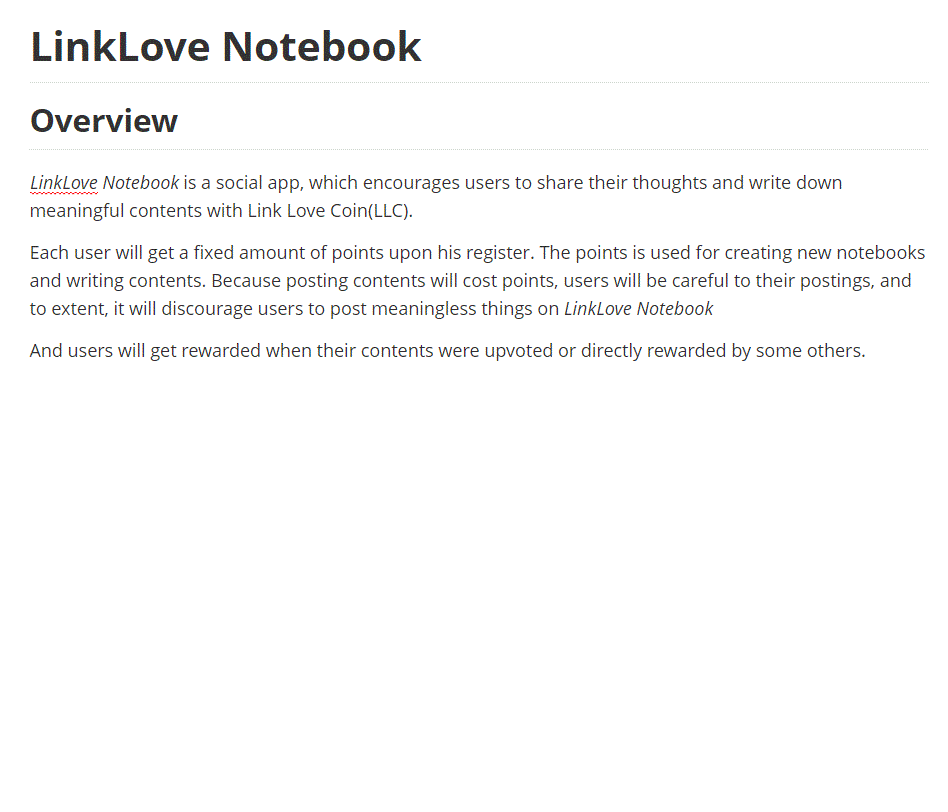 LinkLove Notebook
Overview
LinkLove Notebook is a social app, which encourages users to share their thoughts and write down
meaningful contents with Link Love Coin(LLC).
Each user will get a fixed amount of points upon his register. The points is used for creating new notebooks
and writing contents. Because posting contents will cost points, users will be careful to their postings, and
to extent, it will discourage users to post meaningless things on LinkLove Notebook
And users will get rewarded when their contents were upvoted or directly rewarded by some others.